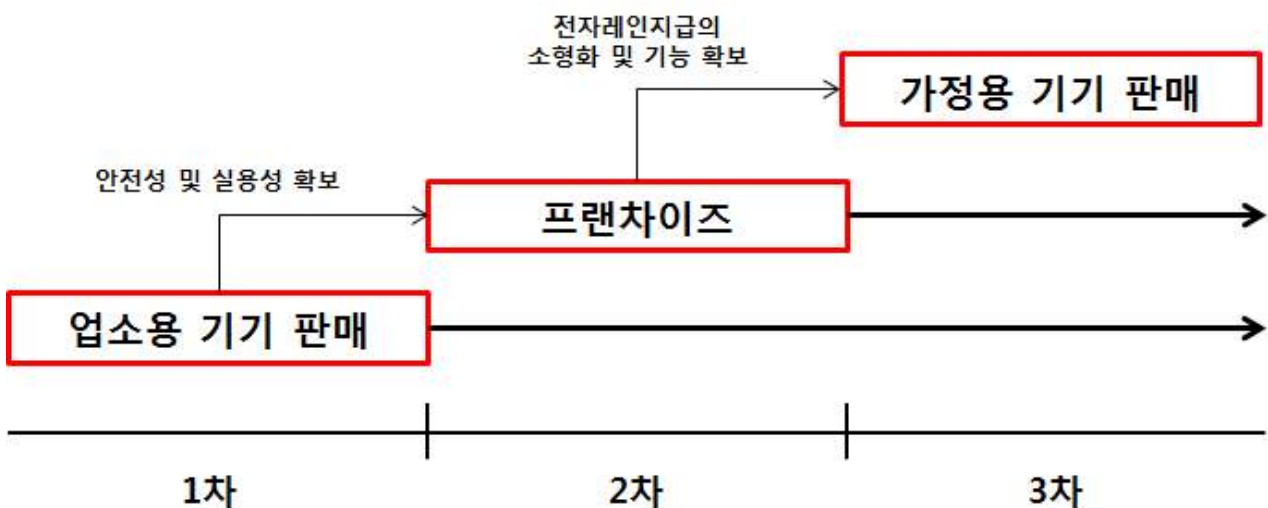 전자레인지급의
소형화 및 기능 확보
가정용 기기 판매
안전성 및 실용성 확보
프랜차이즈
업소용 기기 판매
1차
2차
3차